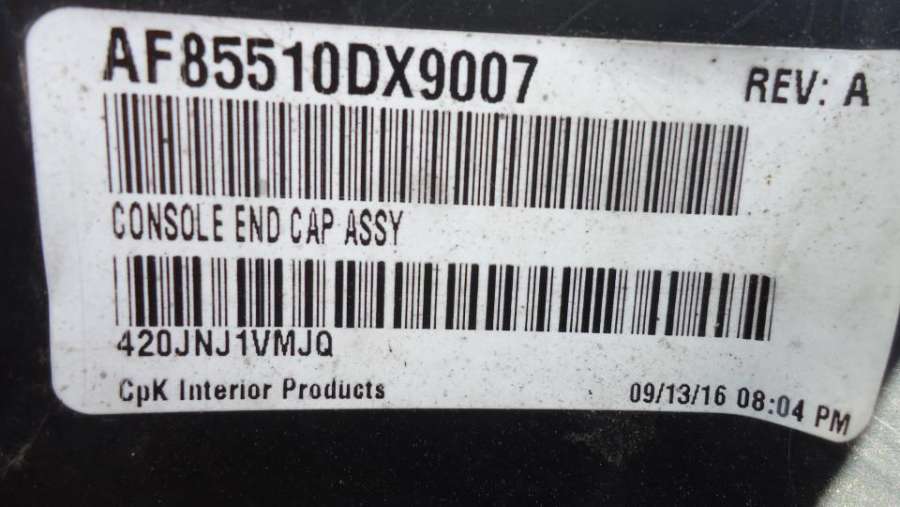 AF85510DX9007 REV: A
CONSOLE END CAP ASSY
420JNJ1VMJQ
CpK Interior Products 09/13/16 08:04 PM